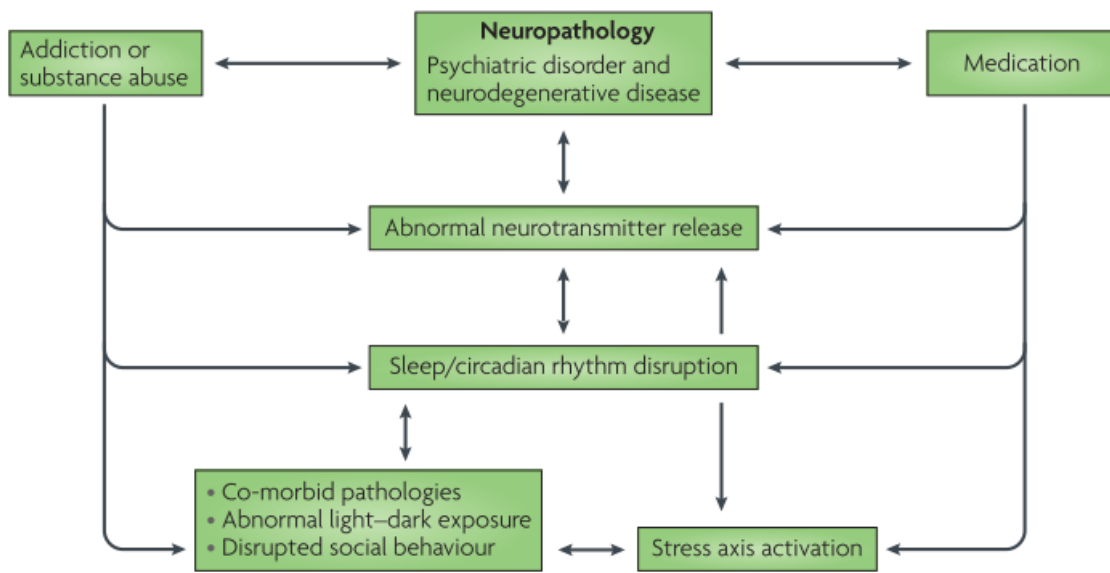 Addiction or
substance abuse
Neuropathology
Psychiatric disorder and
neurodegenerative disease
Medication
Abnormal neurotransmitter release
Sleep/circadian rhythm disruption
• Co-morbid pathologies
• Abnormal light–dark exposure
• Disrupted social behaviour
Stress axis activation